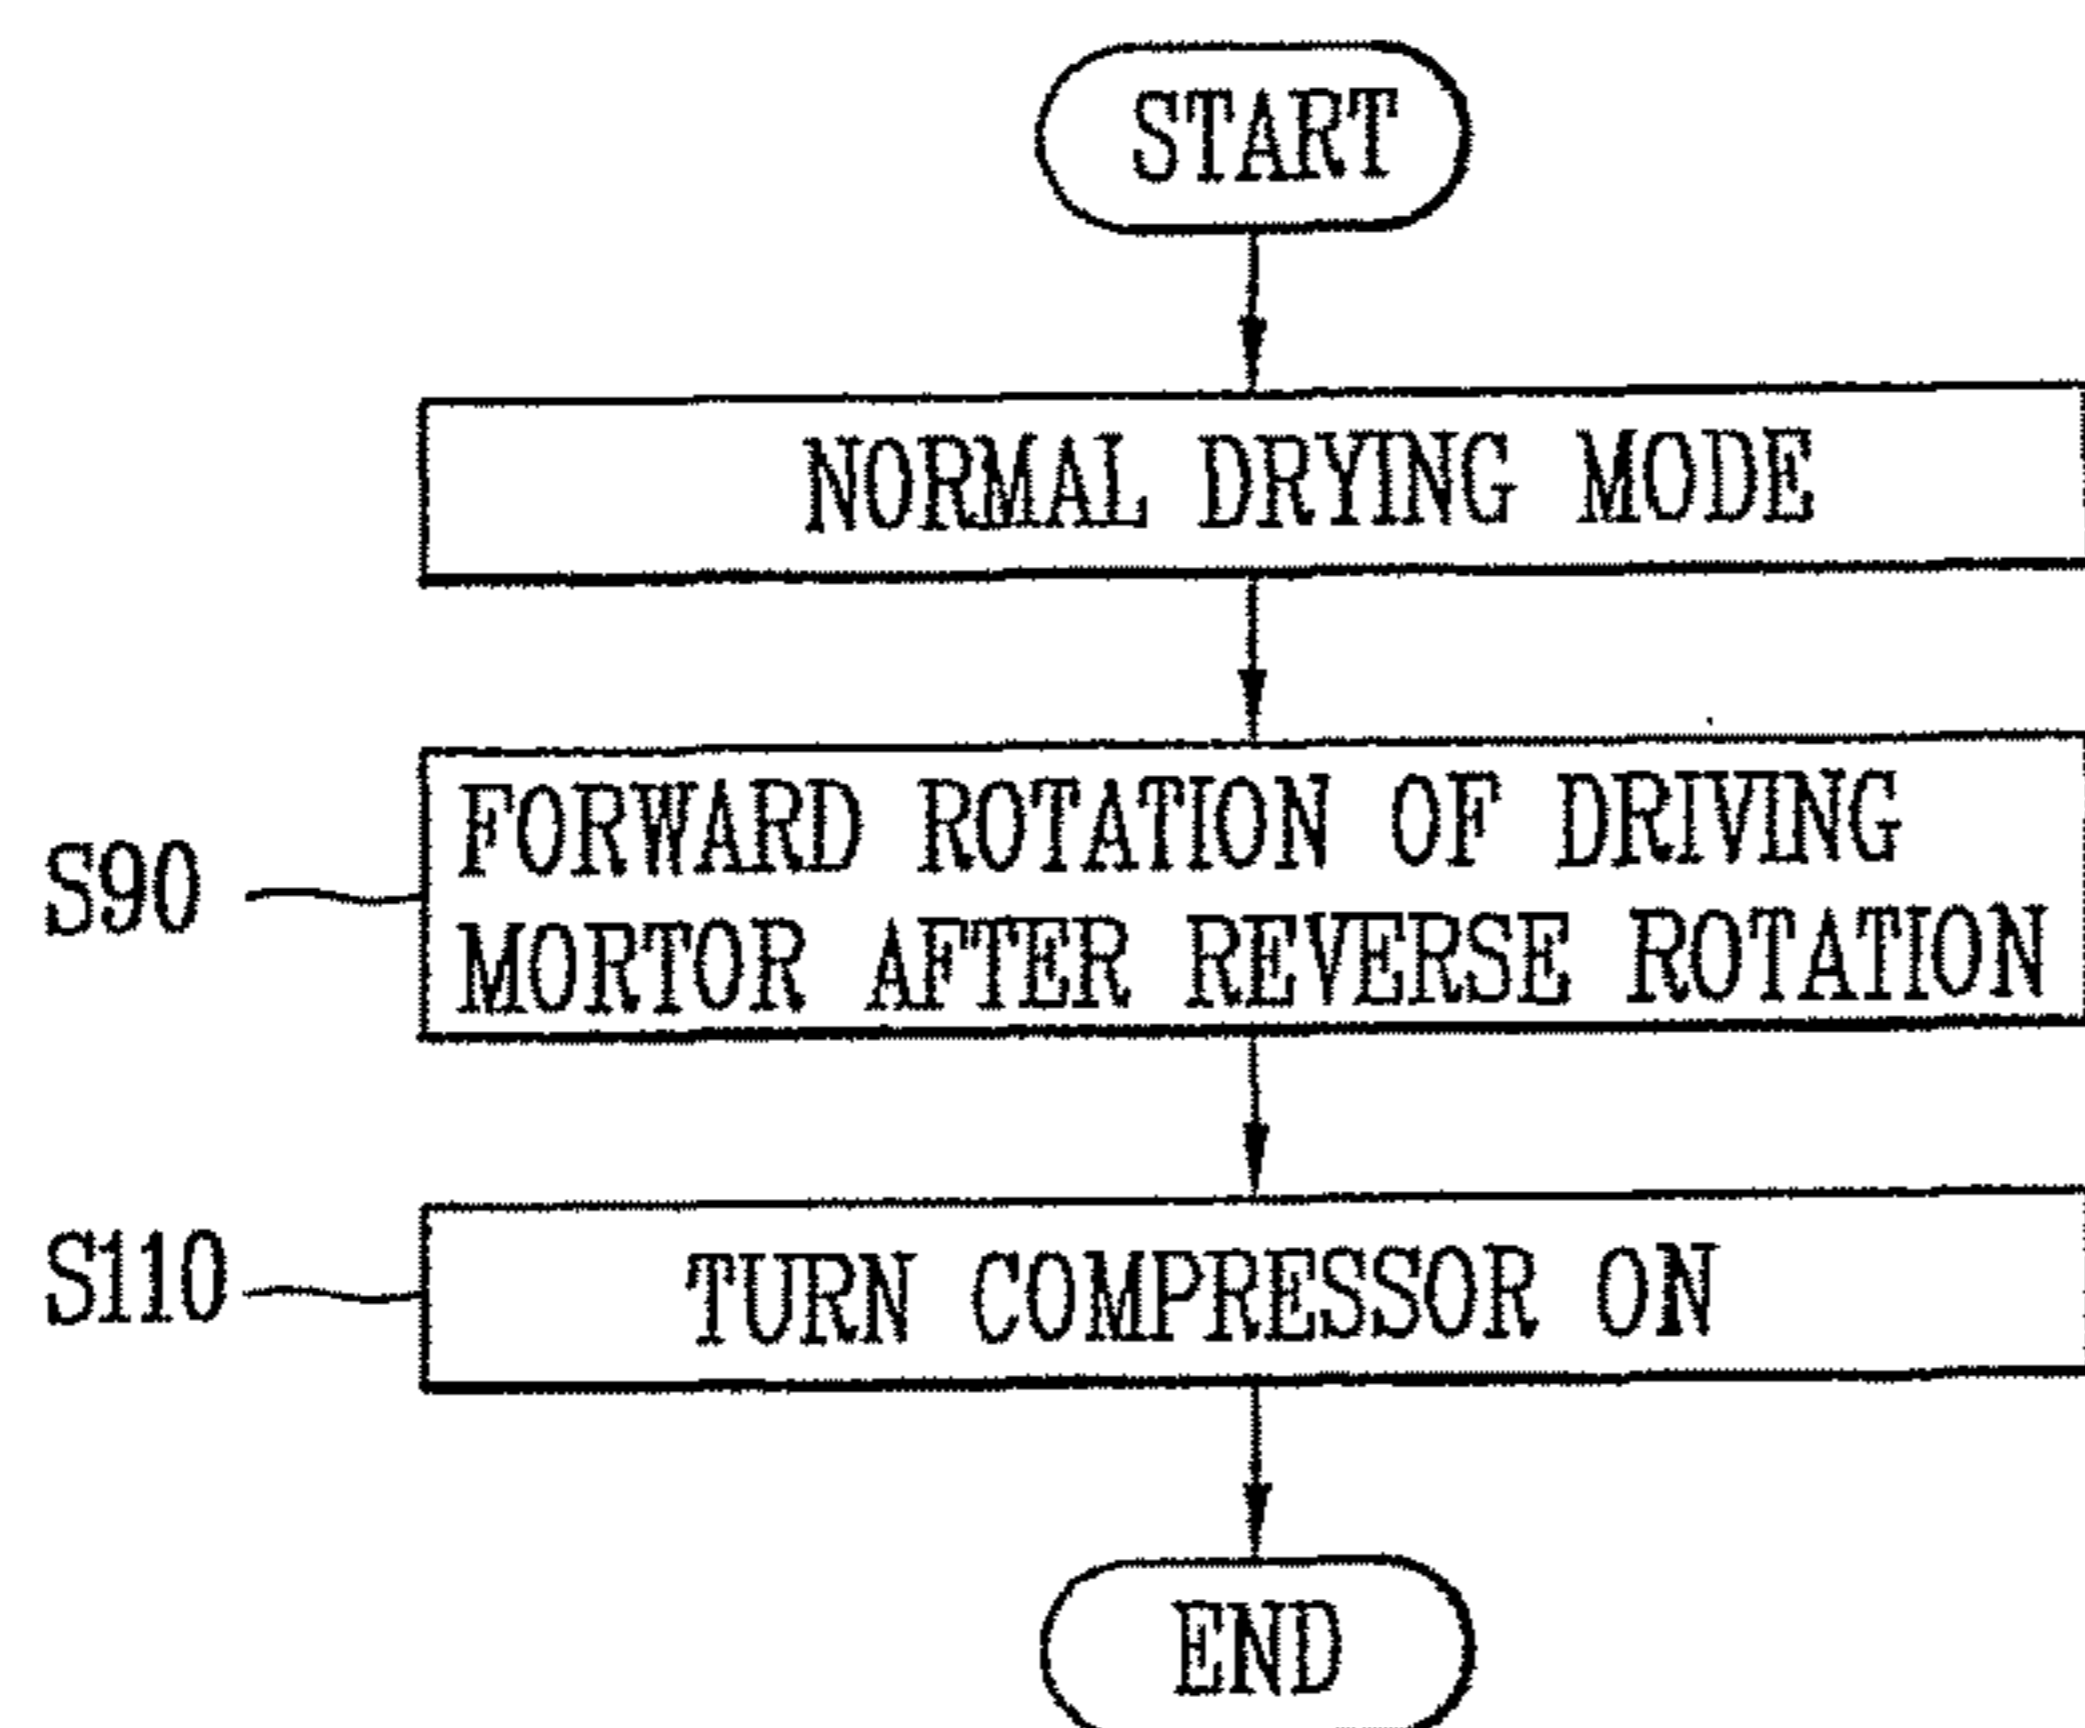 START
NORMAL DRYING MODE
S90
FORWARD ROTATION OF DRIVING
MORTOR AFTER REVERSE ROTATION
S110
TURN COMPRESSOR ON
END